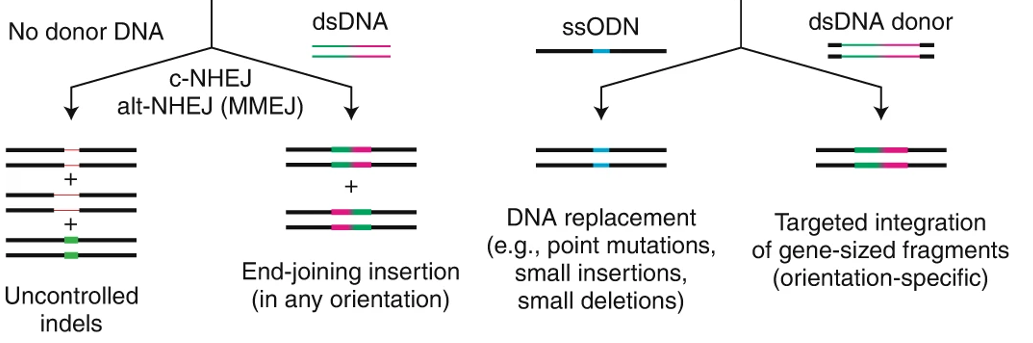 No donor DNA
dsDNA
c-NHEJ
alt-NHEJ (MMEJ)
+
+
Uncontrolled
indels
+
End-joining insertion
(in any orientation)
ssODN
dsDNA donor
DNA replacement
(e.g., point mutations,
small insertions,
small deletions)
Targeted integration
of gene-sized fragments
(orientation-specific)